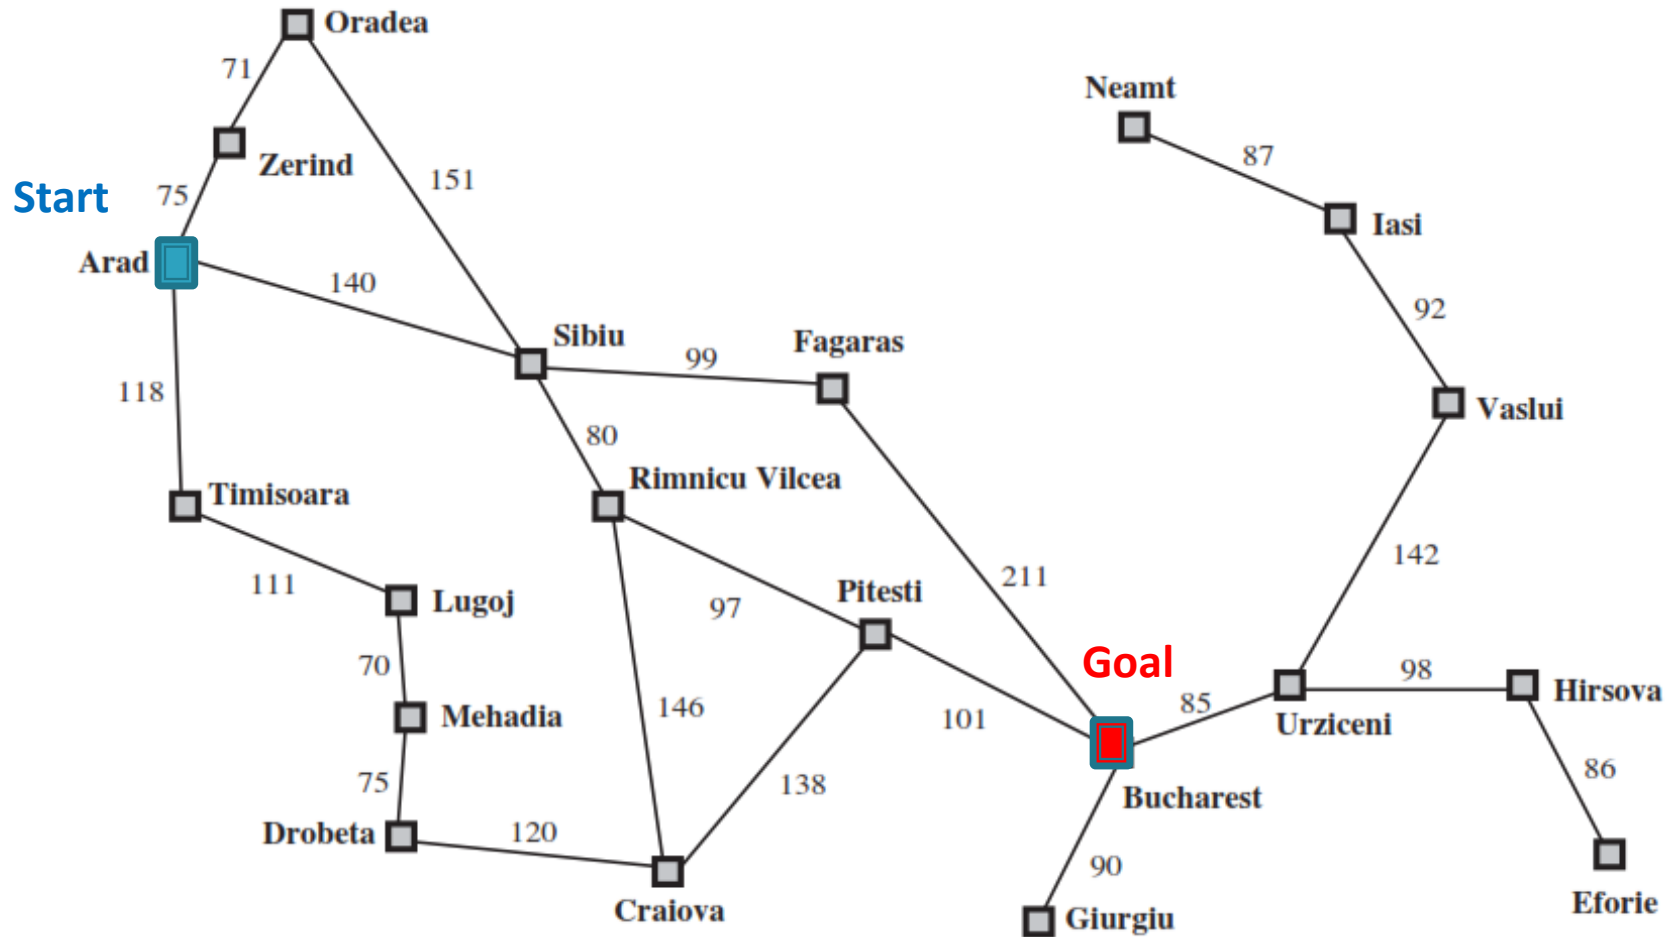 Oradea
71
Neamt
87
Zerind
151
75
Start
Iasi
Arad
140
92
Sibiu
Fagaras
99
118
Vaslui
80
Rimnicu Vilcea
Timisoara
142
211
111
Pitesti
Lugoj
97
Goal
70
98
Hirsova
85
Mehadia
146
101
Urziceni
86
75
138
Bucharest
Drobeta
120
90
Eforie
Craiova
Giurgiu